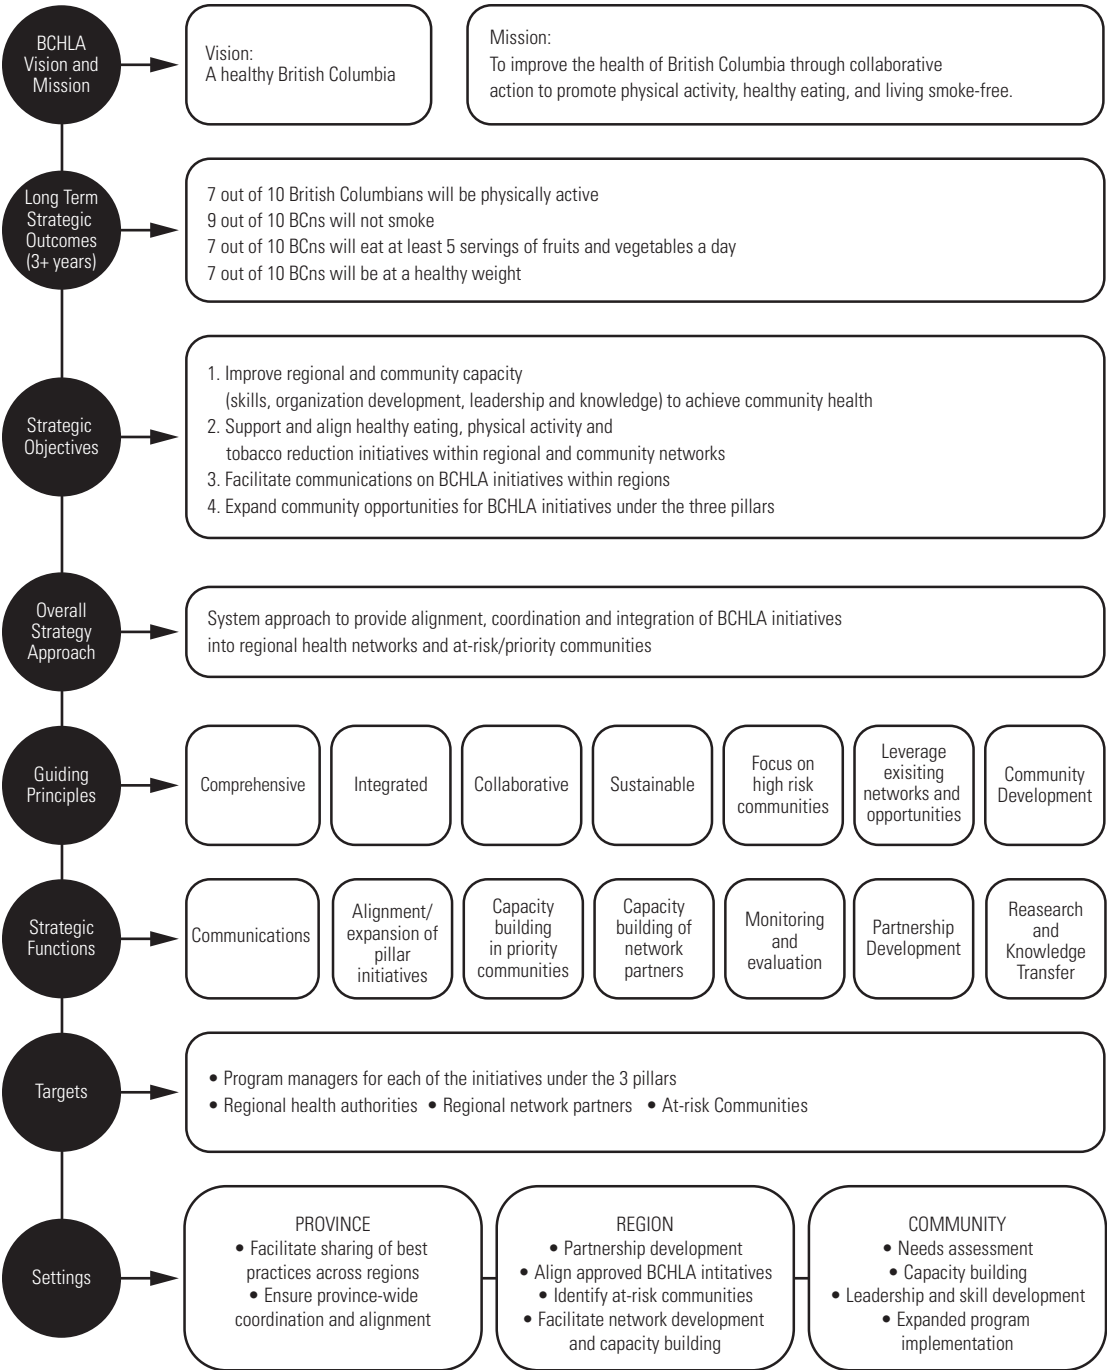 BCHLA
Vision and
Mission
Vision:
A healthy British Columbia
Mission:
To improve the health of British Columbia through collaborative
action to promote physical activity, healthy eating, and living smoke-free.
Long Term
Strategic
Outcomes
(3+ years)
7 out of 10 British Columbians will be physically active
9 out of 10 BCns will not smoke
7 out of 10 BCns will eat at least 5 servings of fruits and vegetables a day
7 out of 10 BCns will be at a healthy weight
Strategic
Objectives
1. Improve regional and community capacity
(skills, organization development, leadership and knowledge) to achieve community health
2. Support and align healthy eating, physical activity and
tobacco reduction initiatives within regional and community networks
3. Facilitate communications on BCHLA initiatives within regions
4. Expand community opportunities for BCHLA initiatives under the three pillars
Overall
Strategy
Approach
System approach to provide alignment, coordination and integration of BCHLA initiatives
into regional health networks and at-risk/priority communities
Guiding
Principles
Comprehensive
Integrated
Collaborative
Sustainable
Focus on
high risk
communities
Leverage
exisiting
networks and
opportunities
Community
Development
Strategic
Functions
Communications
Alignment/
expansion of
pillar
initiatives
Capacity
building
in priority
communities
Capacity
building of
network
partners
Monitoring
and
evaluation
Partnership
Development
Reasearch
and
Knowledge
Transfer
Targets
• Program managers for each of the initiatives under the 3 pillars
• Regional health authorities • Regional network partners • At-risk Communities
Settings
PROVINCE
• Facilitate sharing of best
practices across regions
• Ensure province-wide
coordination and alignment
REGION
• Partnership development
• Align approved BCHLA intitatives
• Identify at-risk communities
• Facilitate network development
and capacity building
COMMUNITY
• Needs assessment
• Capacity building
• Leadership and skill development
• Expanded program
implementation